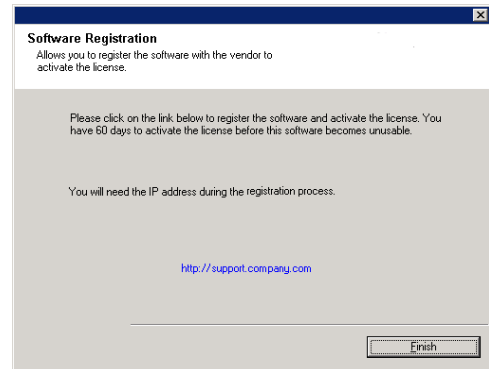 Software Registration
Allows you to register the software with the vendor to
activate the license.
Please click on the link below to register the software and activate the license. You
have 60 days to activate the license before this software becomes unusable.
You will need the IP address during the registration process.
http://support.company.com
Finish